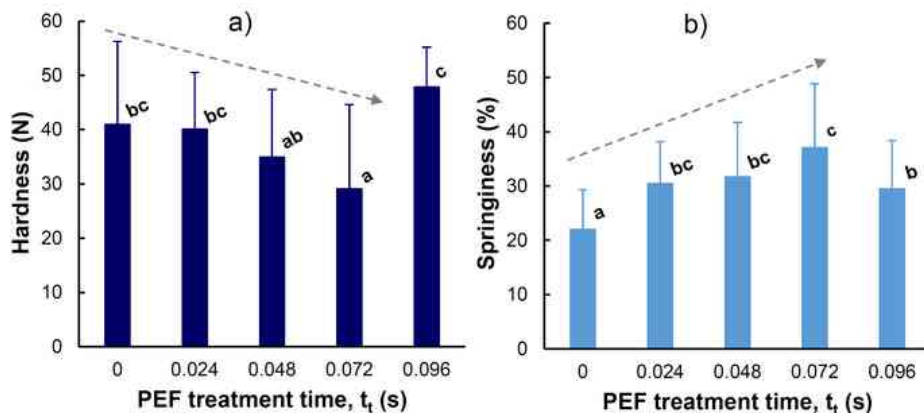 a)
Hardness (N)
60
50
40
30
20
10
0
bc
bc
ab
a
c
0 0.024 0.048 0.072 0.096
PEF treatment time, tₜ (s)
b)
Springiness (%)
60
50
40
30
20
10
0
a
bc
bc
c
b
0 0.024 0.048 0.072 0.096
PEF treatment time, tₜ (s)